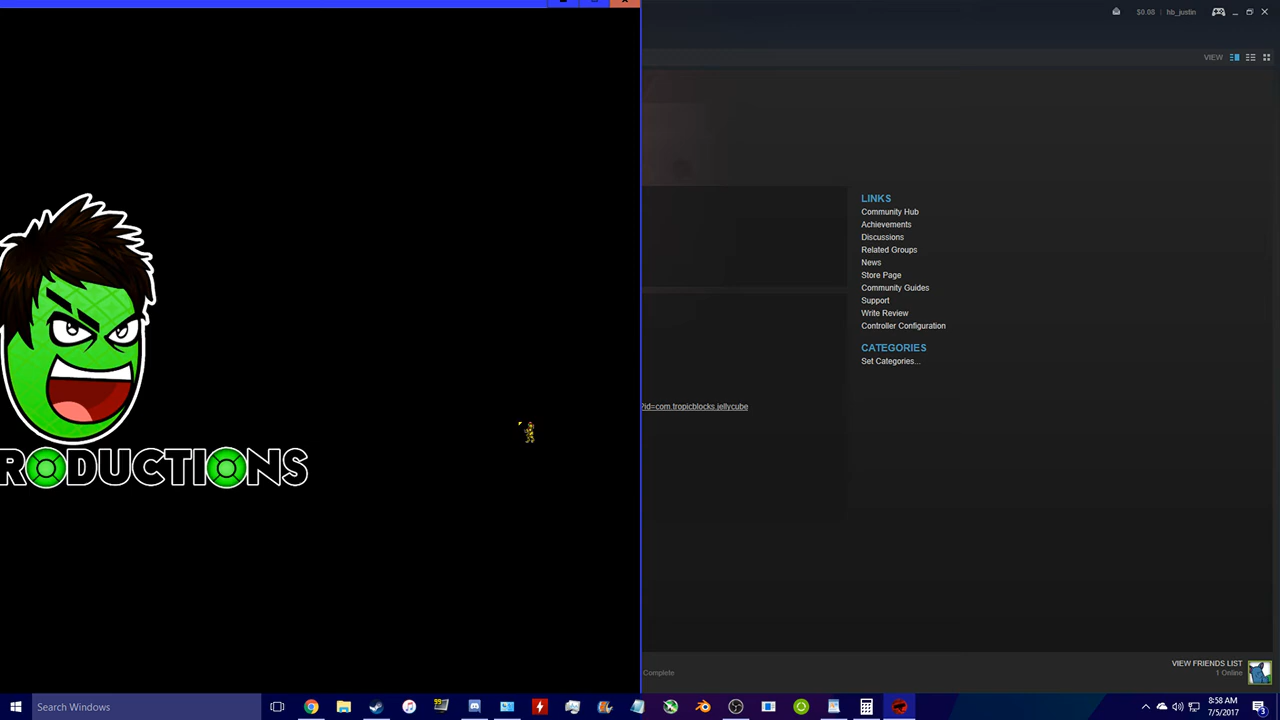 $0.08 | hb_justin
VIEW
LINKS
Community Hub
Achievements
Discussions
Related Groups
News
Store Page
Community Guides
Support
Write Review
Controller Configuration
CATEGORIES
Set Categories...
?id=com.tropicblocks.jellycube
RODUCTIONS
Complete
VIEW FRIENDS LIST
1 Online
Search Windows
99
8:58 AM
7/5/2017
2